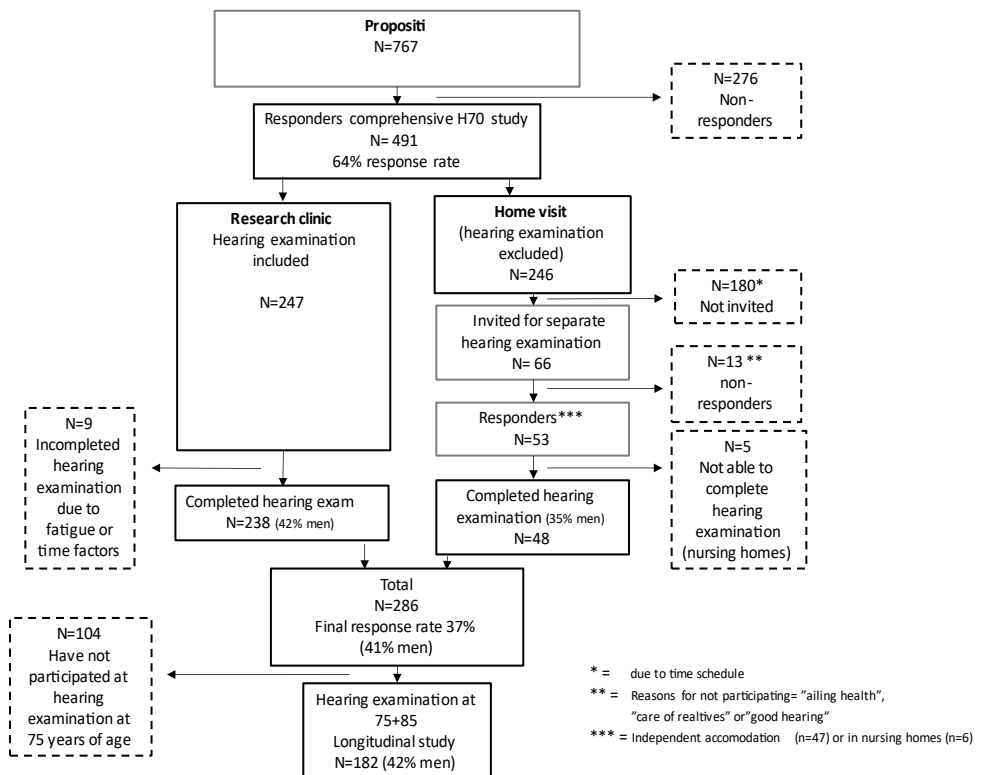 Propositi
N=767
N=276
Non-
responders
Responders comprehensive H70 study
N= 491
64% response rate
Research clinic
Hearing examination
included
N=247
Home visit
(hearing examination
excluded)
N=246
N=180*
Not invited
Invited for separate
hearing examination
N= 66
N=13 **
non-
responders
Responders***
N=53
N=9
Incompleted
hearing
examination
due to
fatigue or
time factors
N=5
Not able to
complete
hearing
examination
(nursing homes)
Completed hearing exam
N=238 (42% men)
Completed hearing
examination (35% men)
N=48
Total
N=286
Final response rate 37%
(41% men)
N=104
Have not
participated at
hearing
examination at
75 years of age
Hearing examination at
75+85
Longitudinal study
N=182 (42% men)
* = due to time schedule
** = Reasons for not participating= ”ailing health”,
”care of realtives” or”good hearing”
*** = Independent accomodation (n=47) or in nursing homes (n=6)